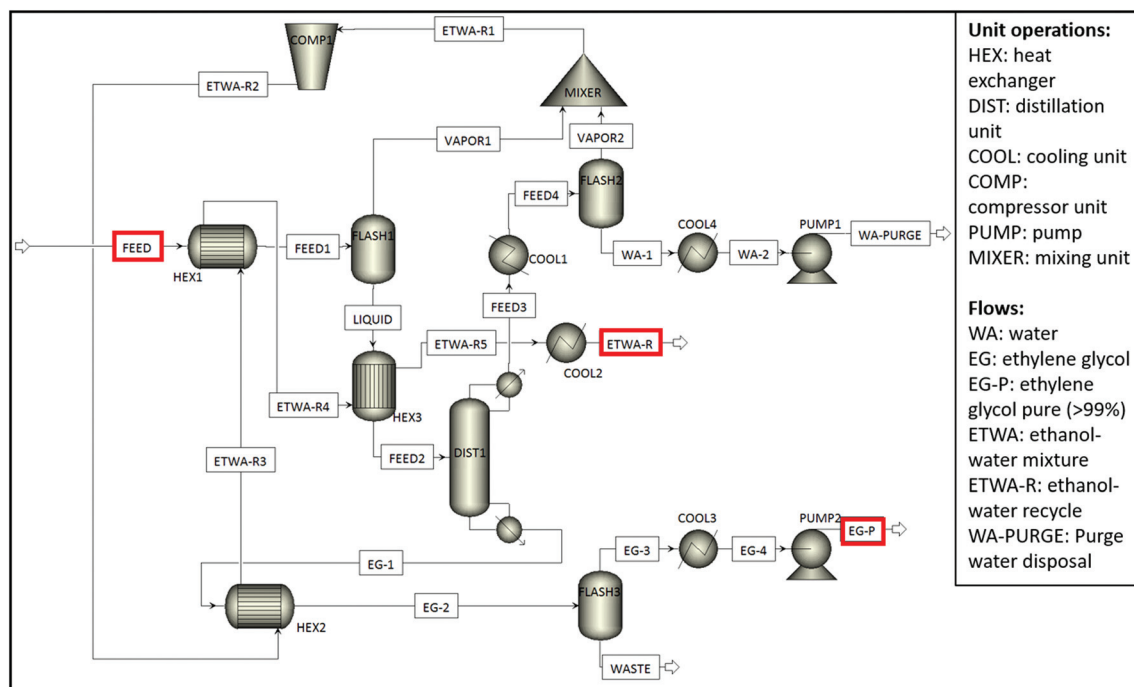 ETWA-R1
COMP1
ETWA-R2
MIXER
VAPOR1
VAPOR2
FLASH2
FEED4
FLASH1
FEED
FEED1
HEX1
COOL1
COOL4
PUMP1
WA-PURGE
WA-1
WA-2
LIQUID
FEED3
ETWA-R5
ETWA-R
COOL2
ETWA-R4
HEX3
ETWA-R3
FEED2
DIST1
COOL3
PUMP2
EG-P
EG-3
EG-4
EG-1
FLASH3
EG-2
HEX2
WASTE
Unit operations:
HEX: heat
exchanger
DIST: distillation
unit
COOL: cooling unit
COMP:
compressor unit
PUMP: pump
MIXER: mixing unit
Flows:
WA: water
EG: ethylene glycol
EG-P: ethylene
glycol pure (>99%)
ETWA: ethanol-
water mixture
ETWA-R: ethanol-
water recycle
WA-PURGE: Purge
water disposal